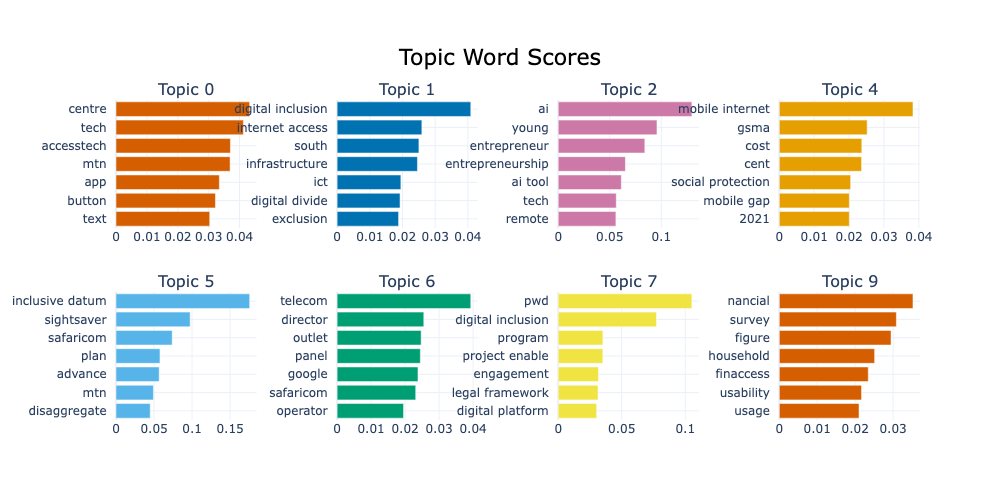 Topic Word Scores
Topic 0
centre
tech
accesstech
mtn
app
button
text
0 0.01 0.02 0.03 0.04
Topic 1
digital inclusion
internet access
south
infrastructure
ict
digital divide
exclusion
0 0.01 0.02 0.03 0.04
Topic 2
ai
young
entrepreneur
entrepreneurship
ai tool
tech
remote
0 0.05 0.1
Topic 4
mobile internet
gsma
cost
cent
social protection
mobile gap
2021
0 0.01 0.02 0.03 0.04
Topic 5
inclusive datum
sightsaver
safaricom
plan
advance
mtn
disaggregate
0 0.05 0.1 0.15
Topic 6
telecom
director
outlet
panel
google
safaricom
operator
0 0.01 0.02 0.03 0.04
Topic 7
pwd
digital inclusion
program
project enable
engagement
legal framework
digital platform
0 0.05 0.1
Topic 9
nancial
survey
figure
household
finaccess
usability
usage
0 0.01 0.02 0.03